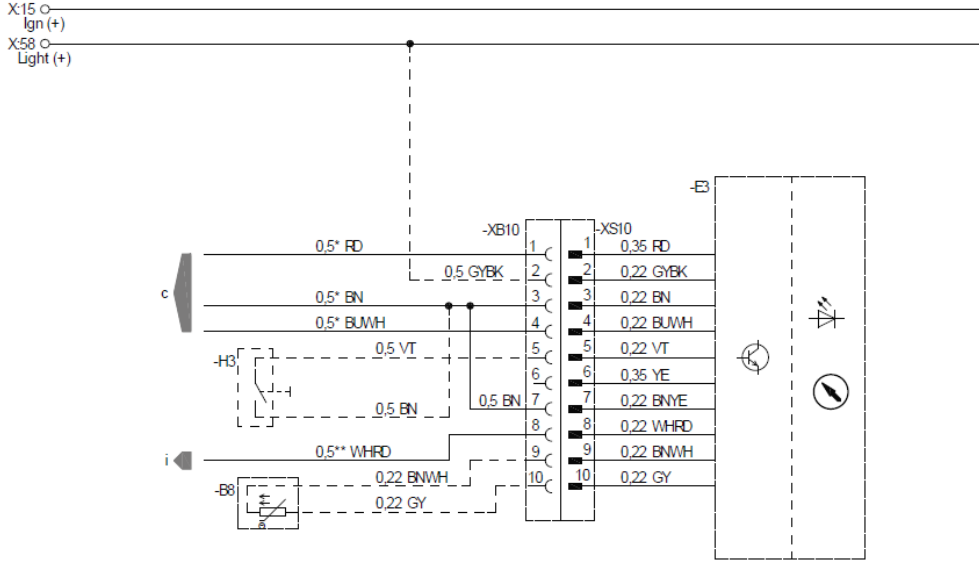 X:15
Ign (+)
X:58
Light (+)
-E3
-XB10 -XS10
0,5* RD 1 1 0,35 RD
0,5 GYBK 2 2 0,22 GYBK
c
0,5* BN 3 3 0,22 BN
0,5* BUWH 4 4 0,22 BUWH
0,5 VT 5 5 0,22 VT
-H3
6 6 0,35 YE
0,5 BN 0,5 BN 7 7 0,22 BNYE
8 8 0,22 WHRD
i 0,5** WHRD 9 9 0,22 BNWH
0,22 BNWH 10 10 0,22 GY
-B8
0,22 GY